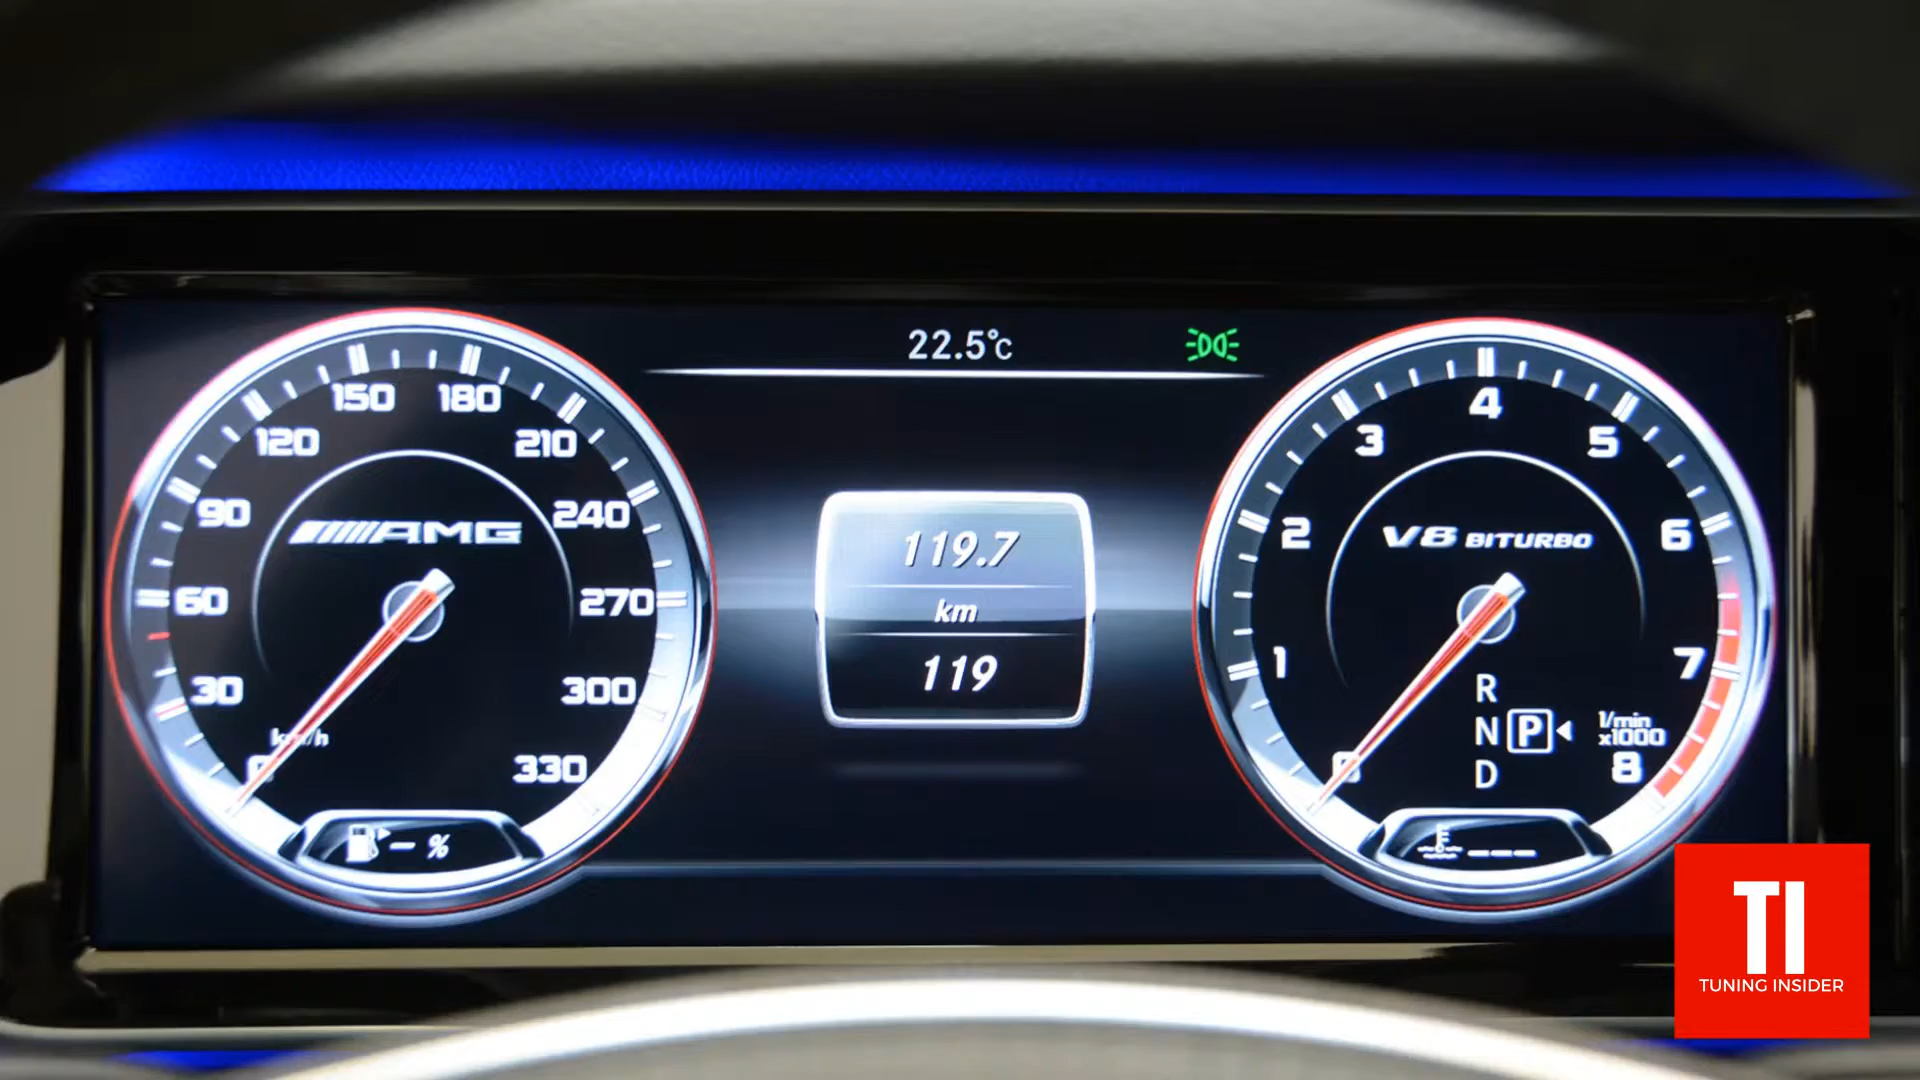 22.5°C
150 180
120 210
90 240
AMG
60 270
30 300
km/h
0 330
– %
119.7
km
119
4
3 5
2 6
V8 BITURBO
1 7
R
N P
D
1/min
x1000
0 8
TI
TUNING INSIDER